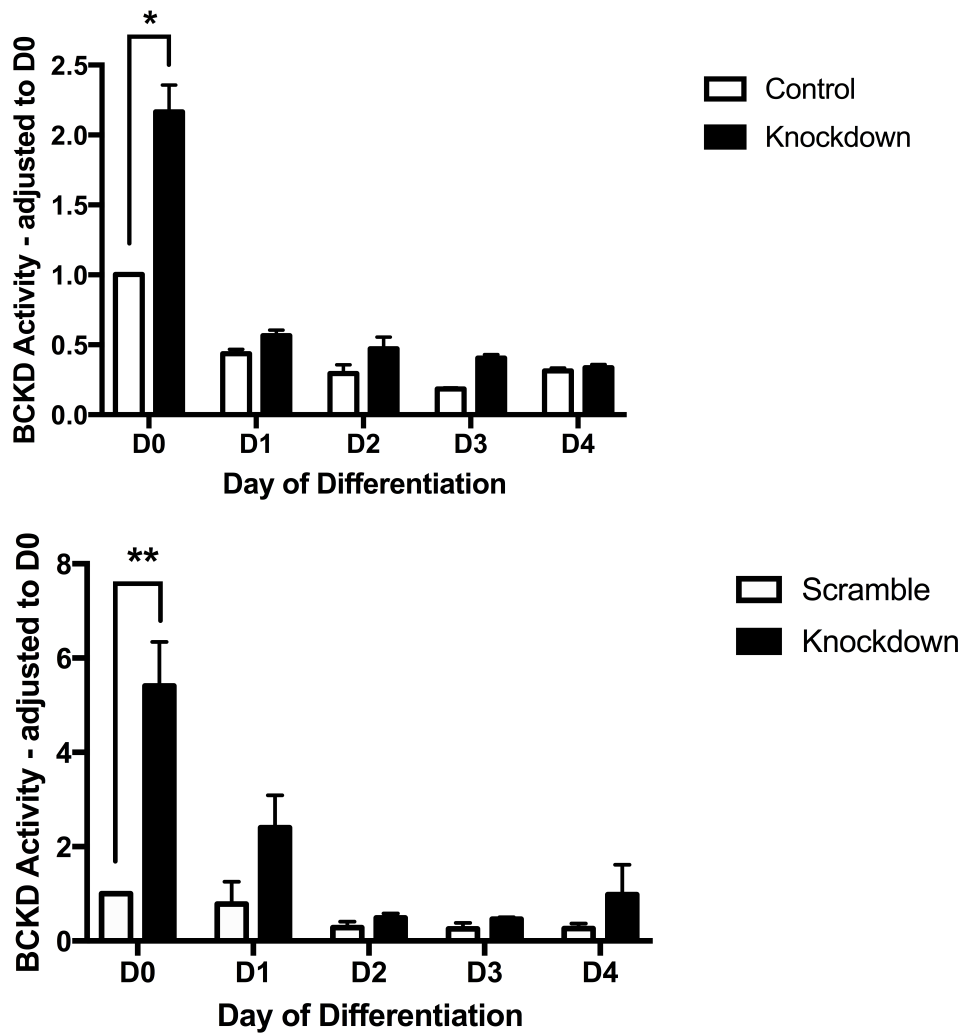 *
BCKD Activity - adjusted to D0
2.5
2.0
1.5
1.0
0.5
0.0
D0 D1 D2 D3 D4
Day of Differentiation
Control
Knockdown
**
BCKD Activity - adjusted to D0
8
6
4
2
0
D0 D1 D2 D3 D4
Day of Differentiation
Scramble
Knockdown